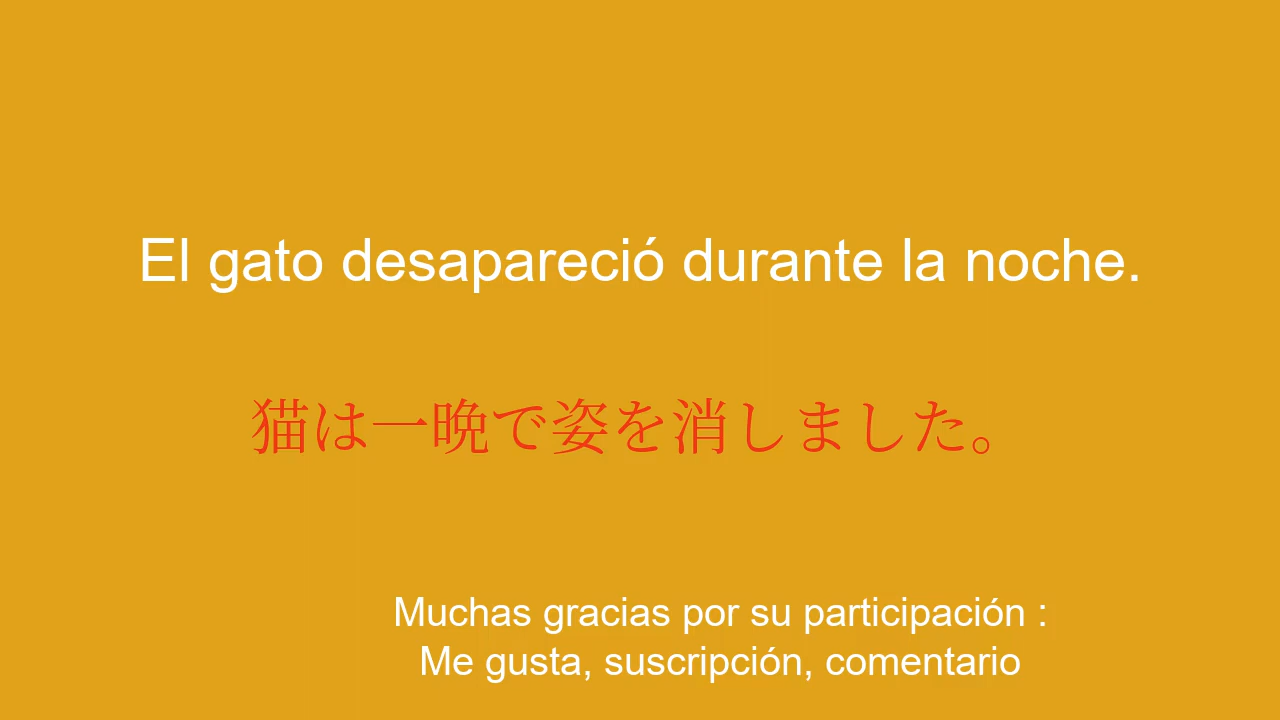 El gato desapareció durante la noche.
猫は一晩で姿を消しました。
Muchas gracias por su participación :
Me gusta, suscripción, comentario